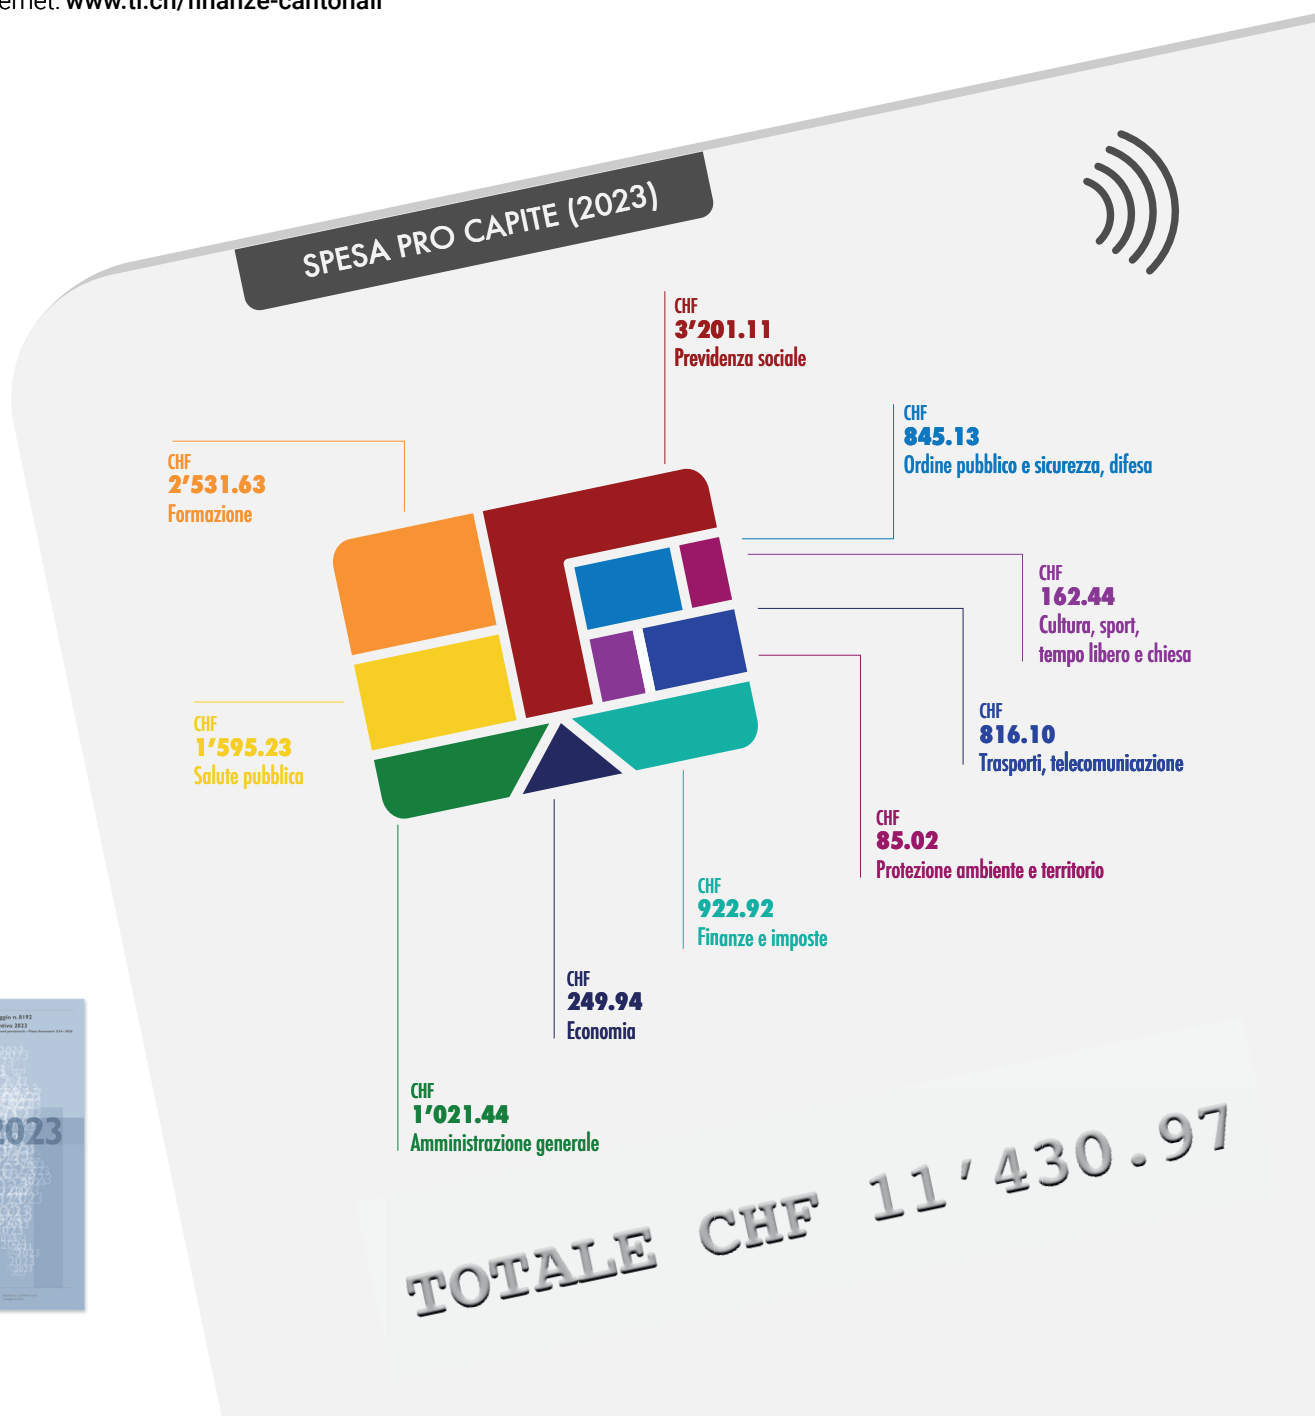 www.ti.ch/finanze-cantonali
SPESA PRO CAPITE (2023)
CHF
3'201.11
Previdenza sociale
CHF
845.13
Ordine pubblico e sicurezza, difesa
CHF
2'531.63
Formazione
CHF
162.44
Cultura, sport,
tempo libero e chiesa
CHF
1'595.23
Salute pubblica
CHF
816.10
Trasporti, telecomunicazione
CHF
85.02
Protezione ambiente e territorio
CHF
922.92
Finanze e imposte
CHF
249.94
Economia
CHF
1'021.44
Amministrazione generale
n. 8192
2023
2023
TOTALE CHF 11'430.97